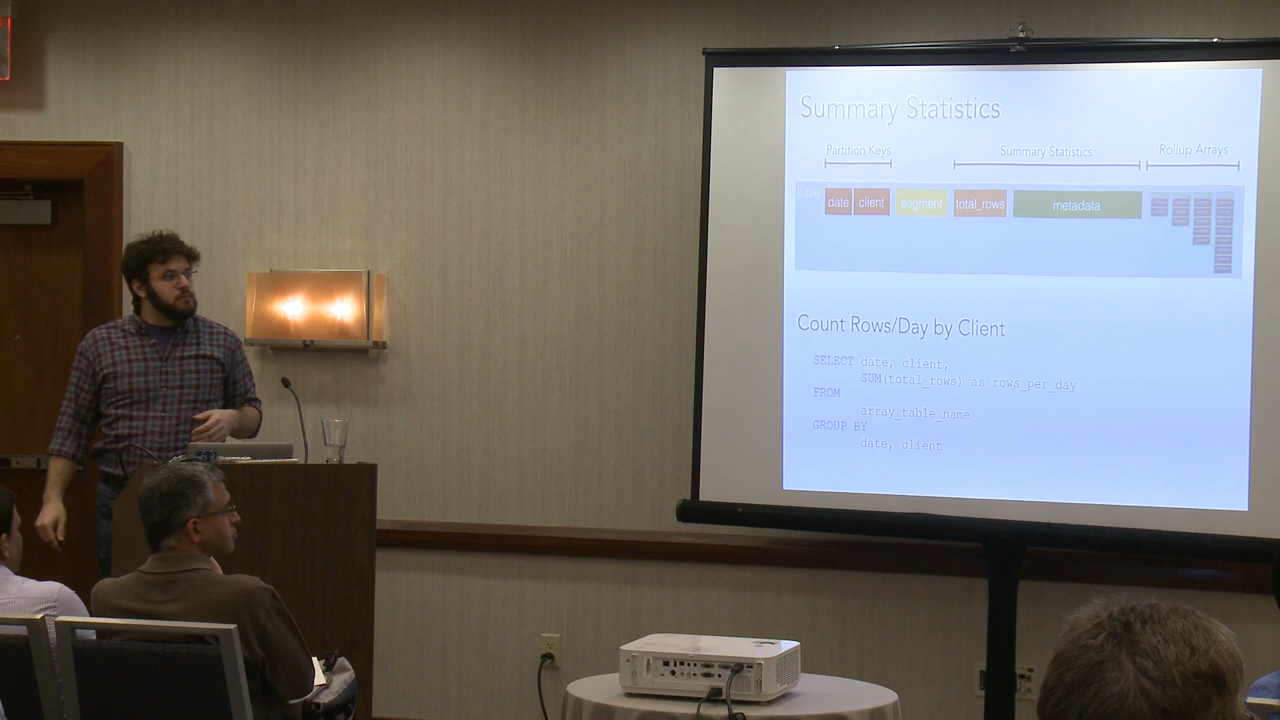 Summary Statistics
Partition Keys
Summary Statistics
Rollup Arrays
tuple
date client segment total_rows metadata
Count Rows/Day by Client
SELECT date, client,
SUM(total_rows) as rows_per_day
FROM
array_table_name
GROUP BY
date, client